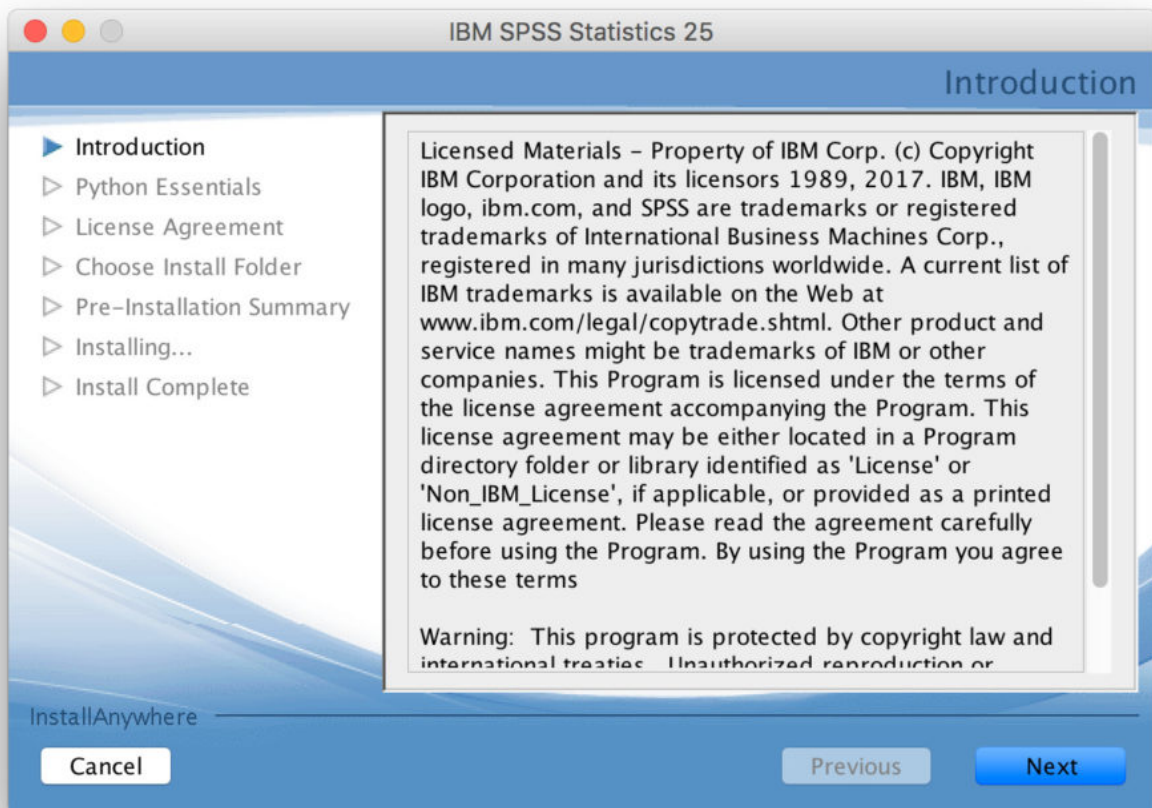 IBM SPSS Statistics 25
Introduction
Introduction
Python Essentials
License Agreement
Choose Install Folder
Pre-Installation Summary
Installing...
Install Complete
Licensed Materials – Property of IBM Corp. (c) Copyright
IBM Corporation and its licensors 1989, 2017. IBM, IBM
logo, ibm.com, and SPSS are trademarks or registered
trademarks of International Business Machines Corp.,
registered in many jurisdictions worldwide. A current list of
IBM trademarks is available on the Web at
www.ibm.com/legal/copytrade.shtml. Other product and
service names might be trademarks of IBM or other
companies. This Program is licensed under the terms of
the license agreement accompanying the Program. This
license agreement may be either located in a Program
directory folder or library identified as 'License' or
'Non_IBM_License', if applicable, or provided as a printed
license agreement. Please read the agreement carefully
before using the Program. By using the Program you agree
to these terms
Warning:  This program is protected by copyright law and
international treaties.  Unauthorized reproduction or
InstallAnywhere
Cancel
Previous
Next